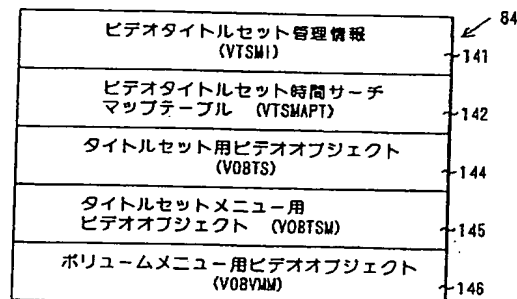 84
ビデオタイトルセット管理情報
(VTSMI)
141
ビデオタイトルセット時間サーチ
マップテーブル (VTSMAPT)
142
タイトルセット用ビデオオブジェクト
(VOBTS)
144
タイトルセットメニュー用
ビデオオブジェクト (VOBTSM)
145
ボリュームメニュー用ビデオオブジェクト
(VOBVMM)
146